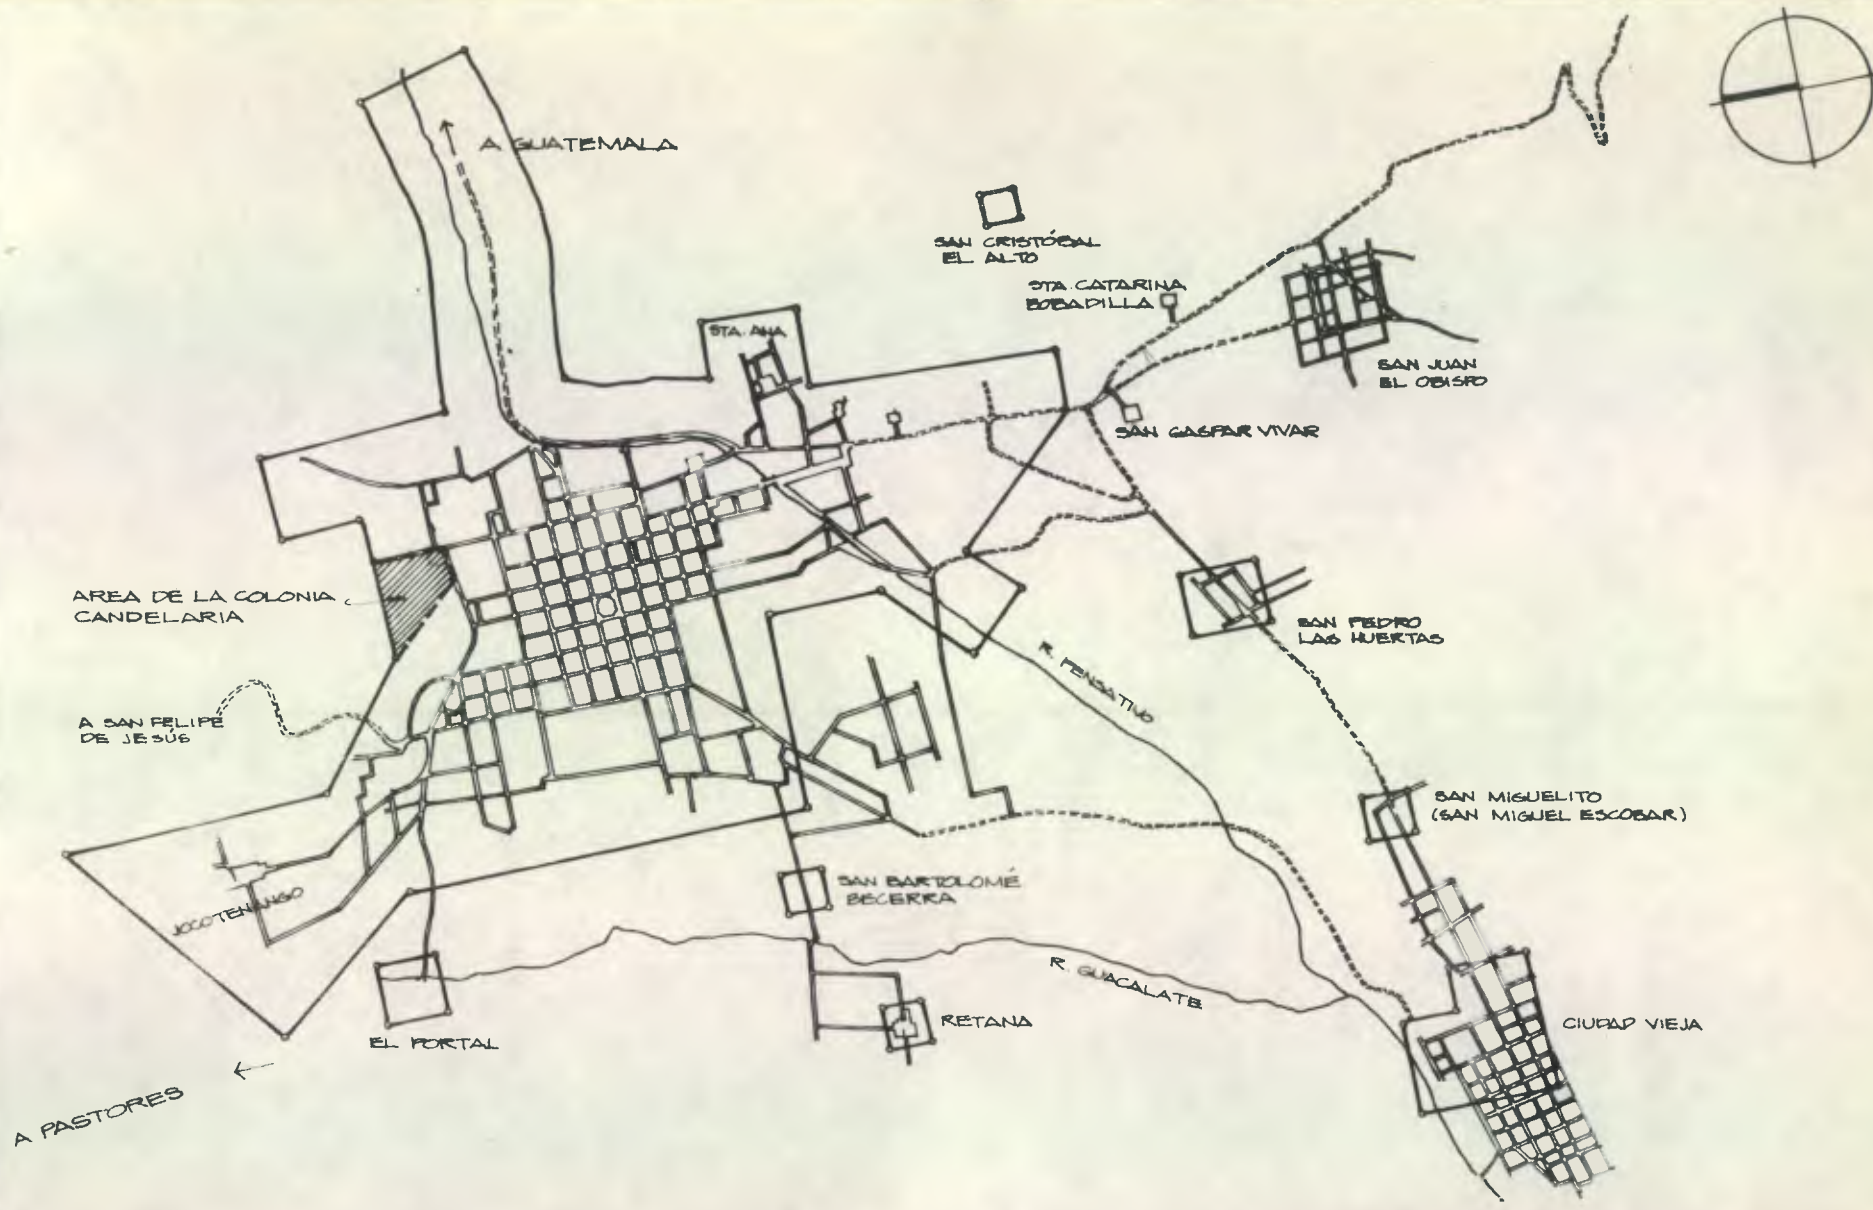 A GUATEMALA
SAN CRISTÓBAL
EL ALTO
STA. CATARINA
BOBADILLA
STA. ANA
SAN JUAN
EL OBISPO
SAN GASPAR VIVAR
AREA DE LA COLONIA
CANDELARIA
SAN PEDRO
LAS HUERTAS
R. PENSATIVO
A SAN FELIPE
DE JESÚS
SAN MIGUELITO
(SAN MIGUEL ESCOBAR)
SAN BARTOLOMÉ
BECERRA
JOCOTENANGO
R. GUACALATE
RETANA
CIUDAD VIEJA
EL PORTAL
A PASTORES